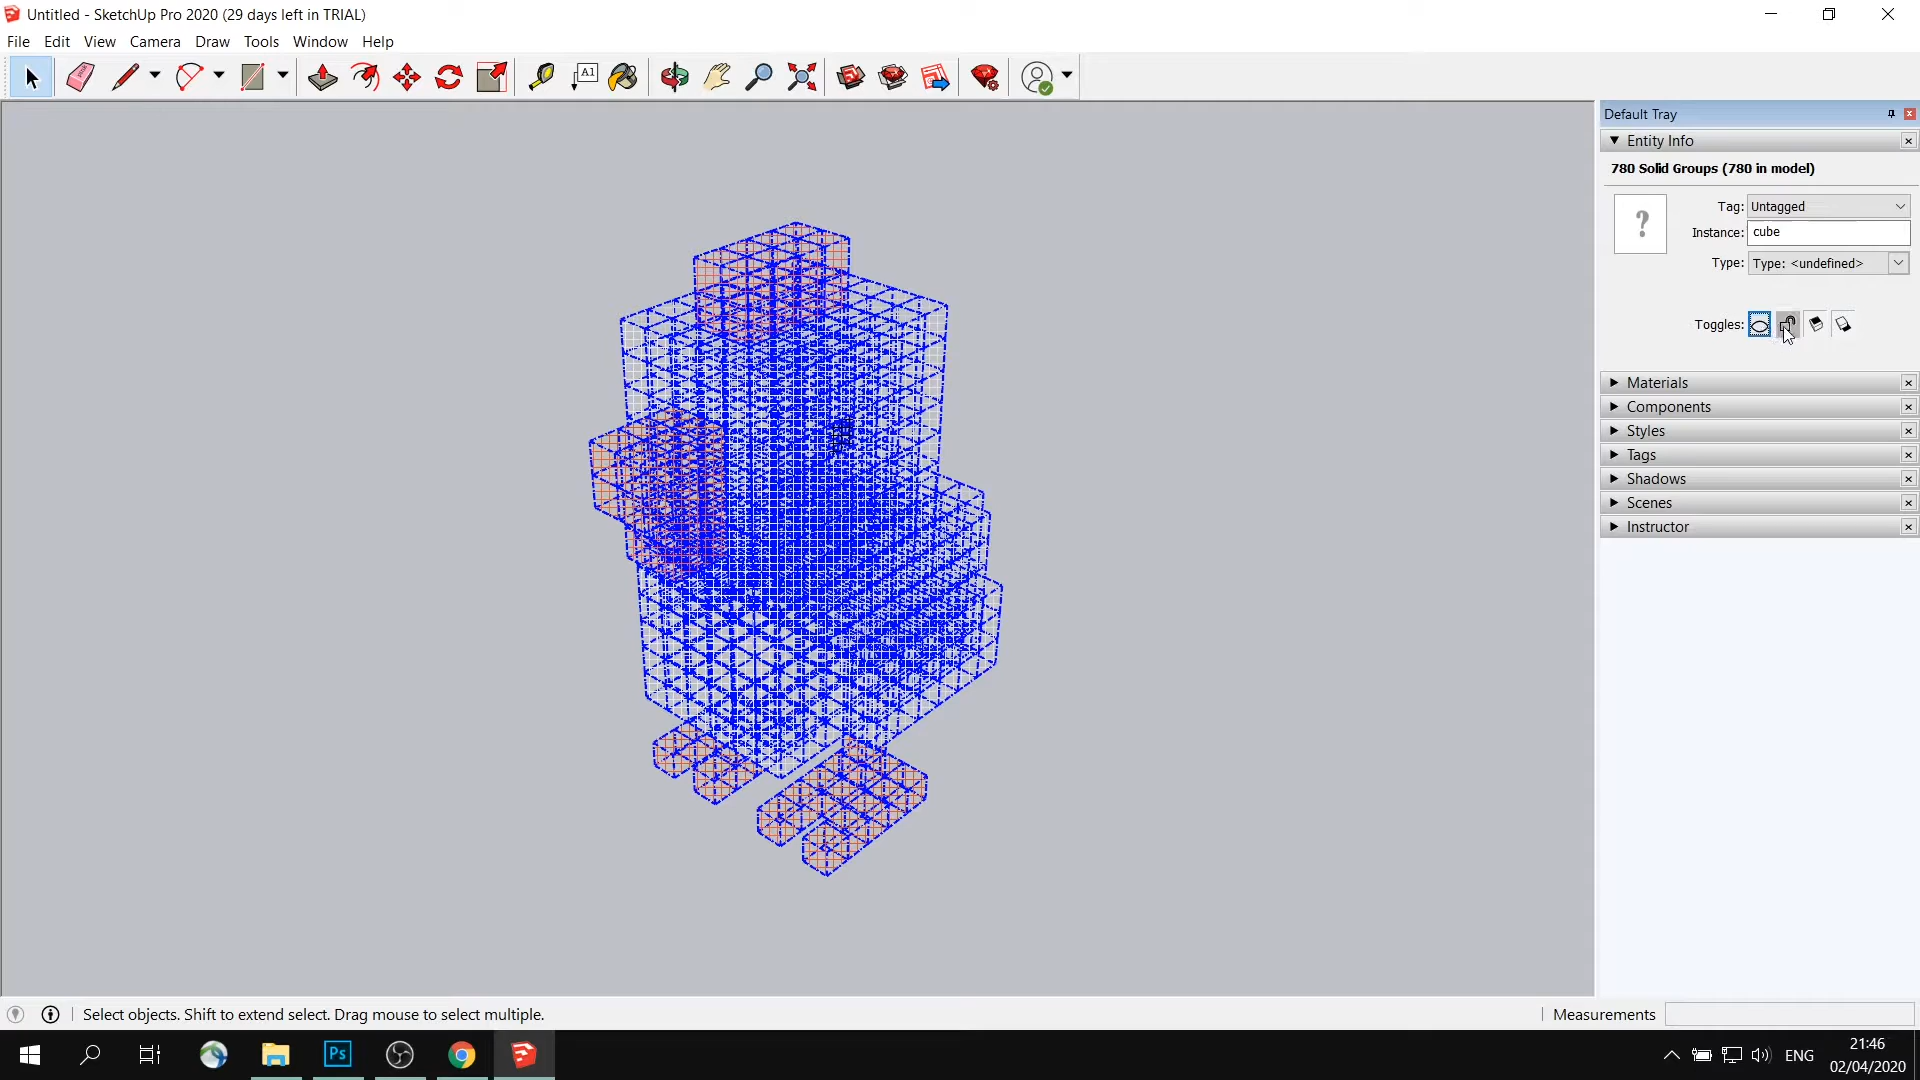 Untitled - SketchUp Pro 2020 (29 days left in TRIAL)
File Edit View Camera Draw Tools Window Help
A1
Default Tray
Entity Info
780 Solid Groups (780 in model)
?
Tag: Untagged
Instance: cube
Type: Type: <undefined>
Toggles:
Materials
Components
Styles
Tags
Shadows
Scenes
Instructor
Select objects. Shift to extend select. Drag mouse to select multiple.
Measurements
Ps
ENG
21:46
02/04/2020